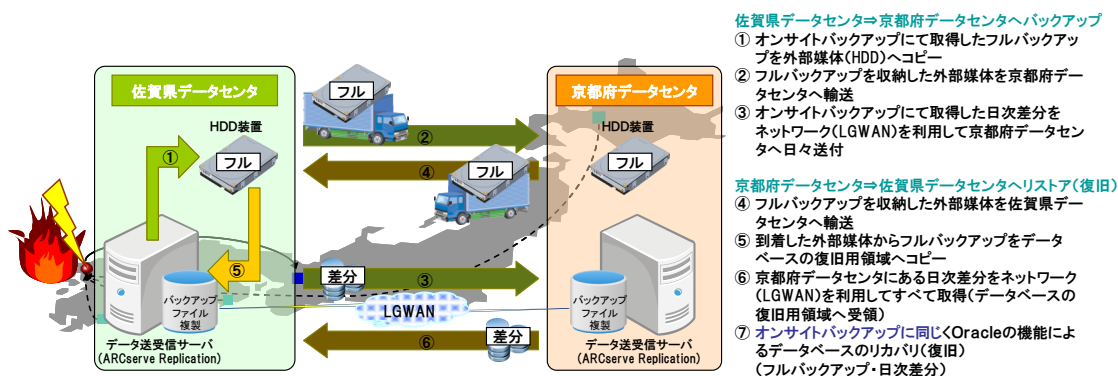 佐賀県データセンタ⇒京都府データセンタへバックアップ
① オンサイトバックアップにて取得したフルバックアッ
プを外部媒体(HDD)へコピー
② フルバックアップを収納した外部媒体を京都府デー
タセンタへ輸送
③ オンサイトバックアップにて取得した日次差分を
ネットワーク(LGWAN)を利用して京都府データセン
タへ日々送付
京都府データセンタ⇒佐賀県データセンタへリストア(復旧)
④ フルバックアップを収納した外部媒体を佐賀県デー
タセンタへ輸送
⑤ 到着した外部媒体からフルバックアップをデータ
ベースの復旧用領域へコピー
⑥ 京都府データセンタにある日次差分をネットワーク
(LGWAN)を利用してすべて取得(データベースの
復旧用領域へ受領)
⑦ オンサイトバックアップに同じくOracleの機能によ
るデータベースのリカバリ(復旧)
(フルバックアップ・日次差分)
佐賀県データセンタ
HDD装置
フル
①
⑤
バックアップ
ファイル
複製
データ送受信サーバ
(ARCserve Replication)
フル
②
④
フル
差分
③
LGWAN
⑥
差分
京都府データセンタ
HDD装置
フル
バックアップ
ファイル
複製
データ送受信サーバ
(ARCserve Replication)